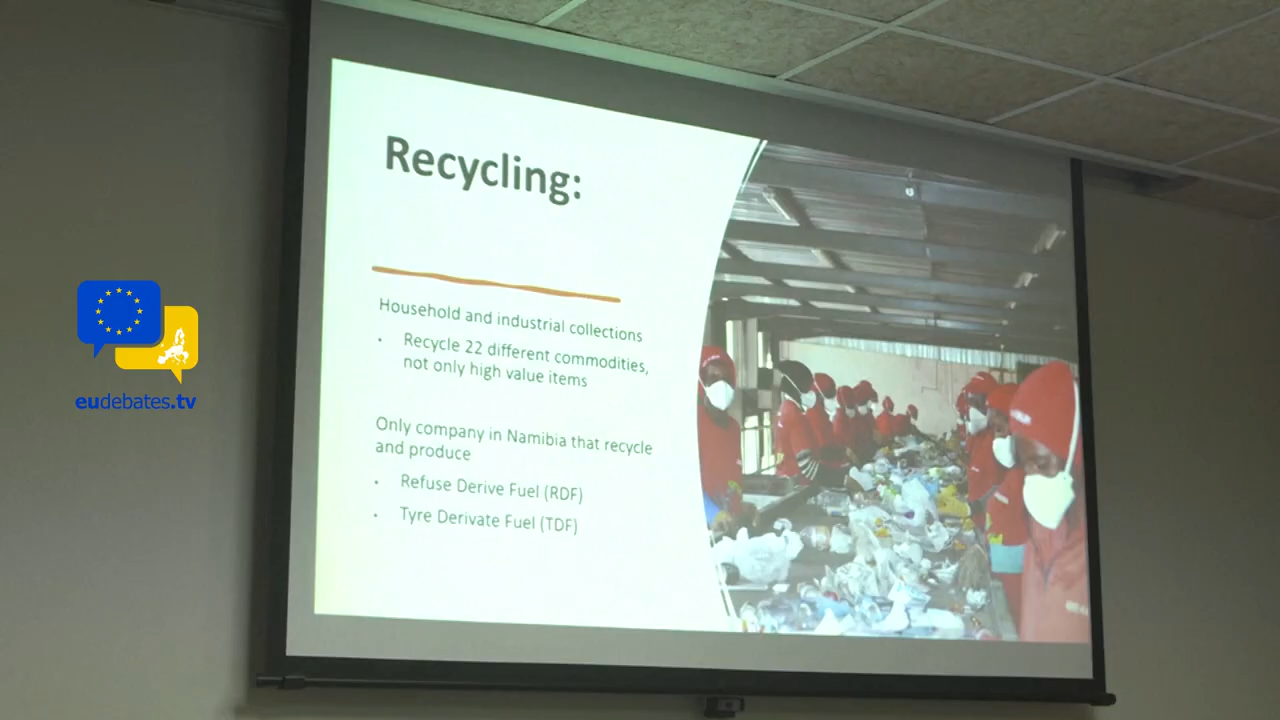 Recycling:
Household and industrial collections
• Recycle 22 different commodities,
not only high value items
Only company in Namibia that recycle
and produce
• Refuse Derive Fuel (RDF)
• Tyre Derivate Fuel (TDF)
eudebates.tv